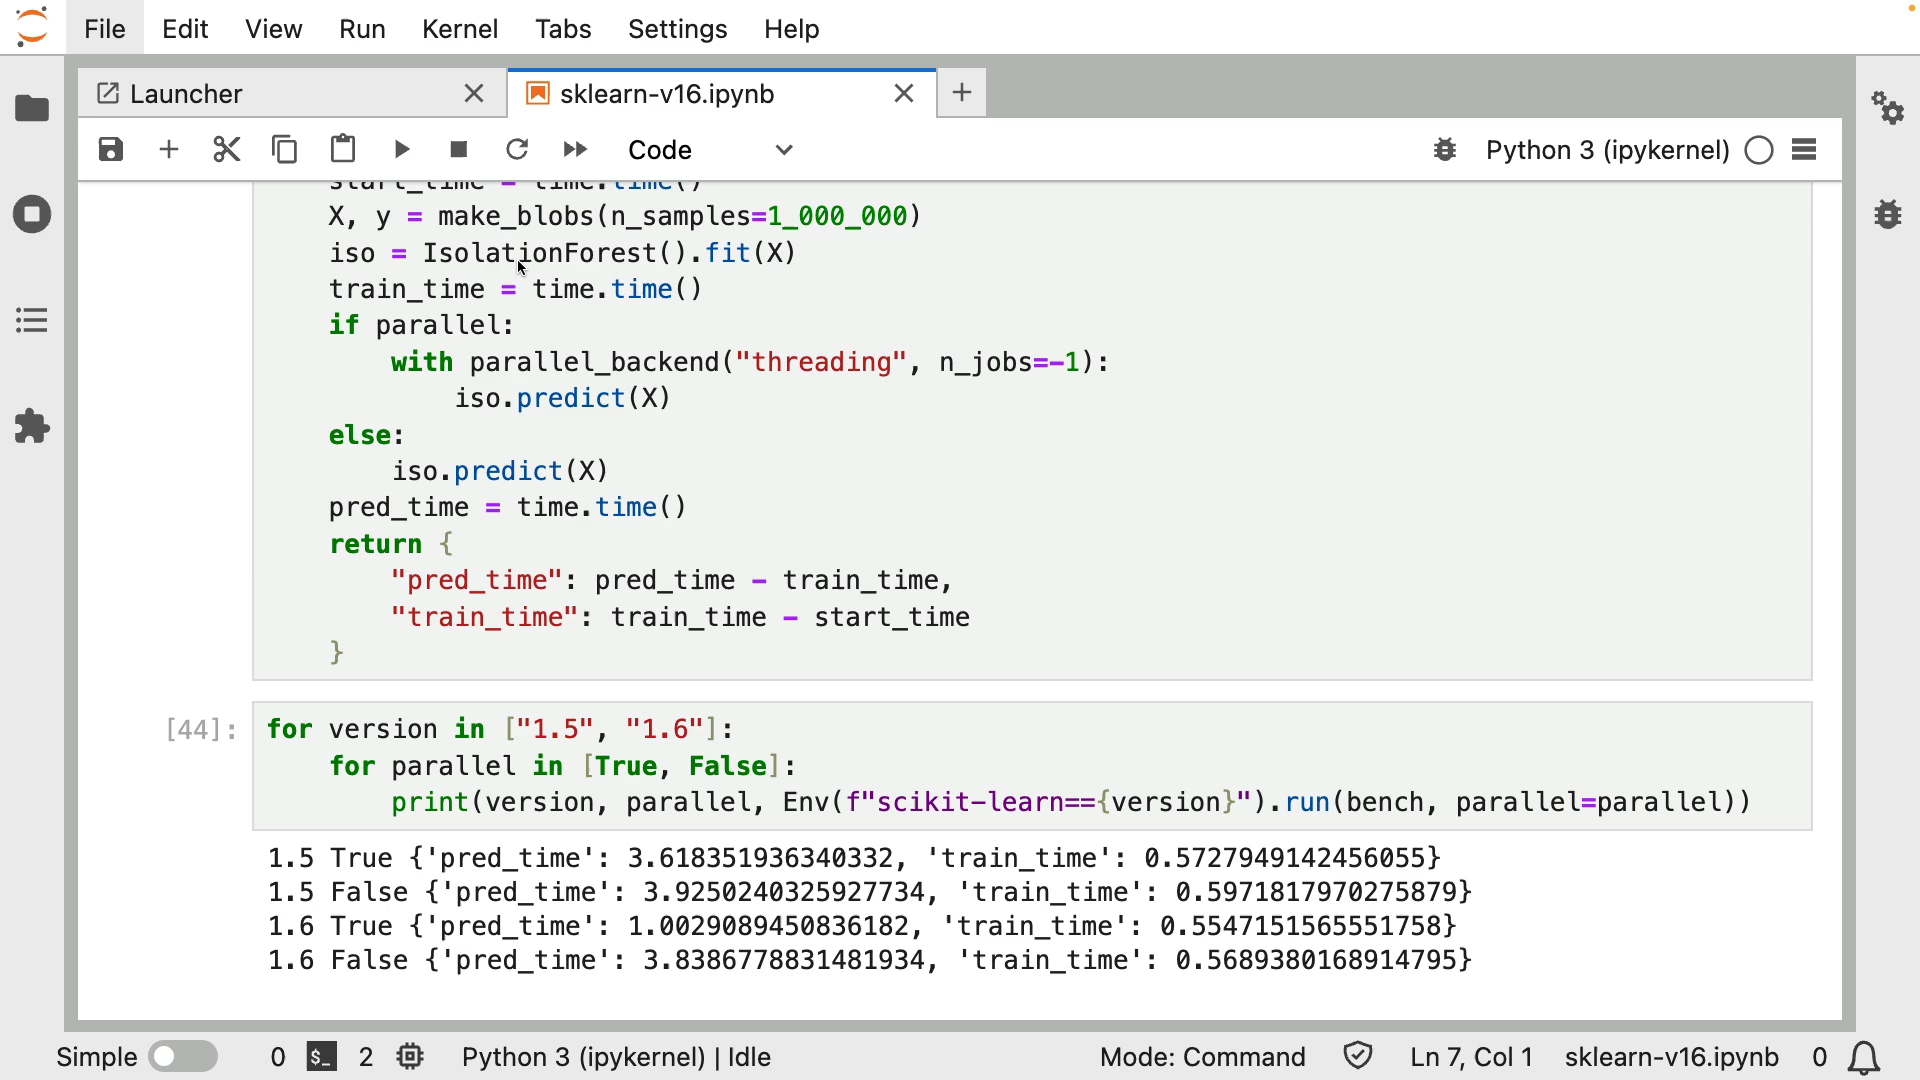 File Edit View Run Kernel Tabs Settings Help
Launcher sklearn-v16.ipynb
Code Python 3 (ipykernel)
start_time = time.time()
X, y = make_blobs(n_samples=1_000_000)
iso = IsolationForest().fit(X)
train_time = time.time()
if parallel:
with parallel_backend("threading", n_jobs=-1):
iso.predict(X)
else:
iso.predict(X)
pred_time = time.time()
return {
"pred_time": pred_time - train_time,
"train_time": train_time - start_time
}
[44]: for version in ["1.5", "1.6"]:
for parallel in [True, False]:
print(version, parallel, Env(f"scikit-learn=={version}").run(bench, parallel=parallel))
1.5 True {'pred_time': 3.618351936340332, 'train_time': 0.5727949142456055}
1.5 False {'pred_time': 3.9250240325927734, 'train_time': 0.5971817970275879}
1.6 True {'pred_time': 1.0029089450836182, 'train_time': 0.5547151565551758}
1.6 False {'pred_time': 3.8386778831481934, 'train_time': 0.5689380168914795}
Simple 0 $_ 2 Python 3 (ipykernel) | Idle Mode: Command Ln 7, Col 1 sklearn-v16.ipynb 0